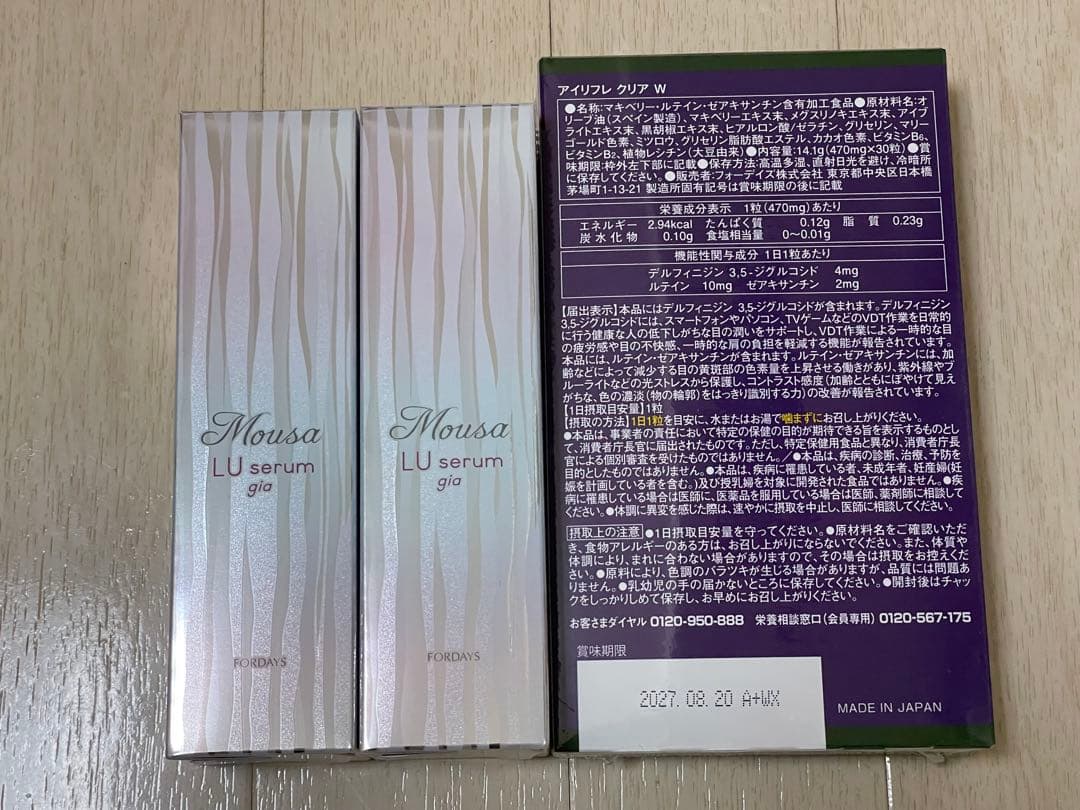 Mousa
LU serum
gia
FORDAYS
Mousa
LU serum
gia
FORDAYS
アイリフレ クリア W
●名称:マキベリー・ルテイン・ゼアキサンチン含有加工食品●原材料名:オ
リーブ油(スペイン製造)、マキベリーエキス末、メグスリノキエキス末、アイブ
ライトエキス末、黒胡椒エキス末、ヒアルロン酸/ゼラチン、グリセリン、マリー
ゴールド色素、ミツロウ、グリセリン脂肪酸エステル、カカオ色素、ビタミンB6、
ビタミンB2、植物レシチン(大豆由来)●内容量:14.1g(470mg×30粒)●賞
味期限:枠外左下部に記載●保存方法:高温多湿、直射日光を避け、冷暗所
に保存してください。●販売者:フォーデイズ株式会社 東京都中央区日本橋
茅場町1-13-21 製造所固有記号は賞味期限の後に記載
栄養成分表示 1粒(470mg)あたり
エネルギー 2.94kcal たんぱく質 0.12g 脂 質 0.23g
炭水化物 0.10g 食塩相当量 0〜0.01g
機能性関与成分 1日1粒あたり
デルフィニジン 3,5-ジグルコシド 4mg
ルテイン 10mg ゼアキサンチン 2mg
【届出表示】本品にはデルフィニジン 3,5-ジグルコシドが含まれます。デルフィニジン
3,5-ジグルコシドには、スマートフォンやパソコン、TVゲームなどのVDT作業を日常的
に行う健康な人の低下しがちな目の潤いをサポートし、VDT作業による一時的な目
の疲労感や目の不快感、一時的な肩の負担を軽減する機能が報告されています。
本品には、ルテイン・ゼアキサンチンが含まれます。ルテイン・ゼアキサンチンには、加
齢などによって減少する目の黄斑部の色素量を上昇させる働きがあり、紫外線やブ
ルーライトなどの光ストレスから保護し、コントラスト感度(加齢とともにぼやけて見え
がちな、色の濃淡(物の輪郭)をはっきり識別する力)の改善が報告されています。
【1日摂取目安量】1粒
【摂取の方法】1日1粒を目安に、水またはお湯で噛まずにお召し上がりください。
●本品は、事業者の責任において特定の保健の目的が期待できる旨を表示するものとし
て、消費者庁長官に届出されたものです。ただし、特定保健用食品と異なり、消費者庁長
官による個別審査を受けたものではありません。/●本品は、疾病の診断、治療、予防を
目的としたものではありません。●本品は、疾病に罹患している者、未成年者、妊産婦(妊
娠を計画している者を含む。)及び授乳婦を対象に開発された食品ではありません。●疾
病に罹患している場合は医師に、医薬品を服用している場合は医師、薬剤師に相談して
ください。●体調に異変を感じた際は、速やかに摂取を中止し、医師に相談してください。
摂取上の注意 ●1日摂取目安量を守ってください。●原材料名をご確認いただ
き、食物アレルギーのある方は、お召し上がりにならないでください。また、体質や
体調により、まれに合わない場合がありますので、その場合は摂取をお控えくだ
さい。●原料により、色調のバラツキが生じる場合がありますが、品質には問題あ
りません。●乳幼児の手の届かないところに保存してください。●開封後はチャッ
クをしっかりしめて保存し、お早めにお召し上がりください。
お客さまダイヤル 0120-950-888 栄養相談窓口(会員専用) 0120-567-175
賞味期限
2027.08.20 A+WX
MADE IN JAPAN